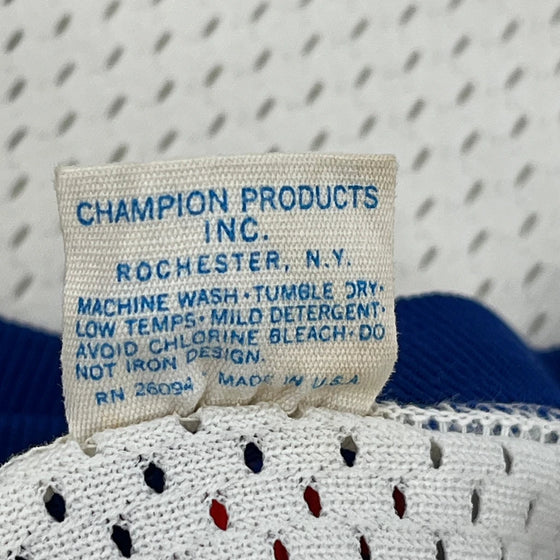 CHAMPION PRODUCTS
INC.
ROCHESTER, N.Y.
MACHINE WASH·TUMBLE DRY·
LOW TEMPS·MILD DETERGENT·
AVOID CHLORINE BLEACH·DO
NOT IRON DESIGN.
RN 26094 MADE IN U.S.A.